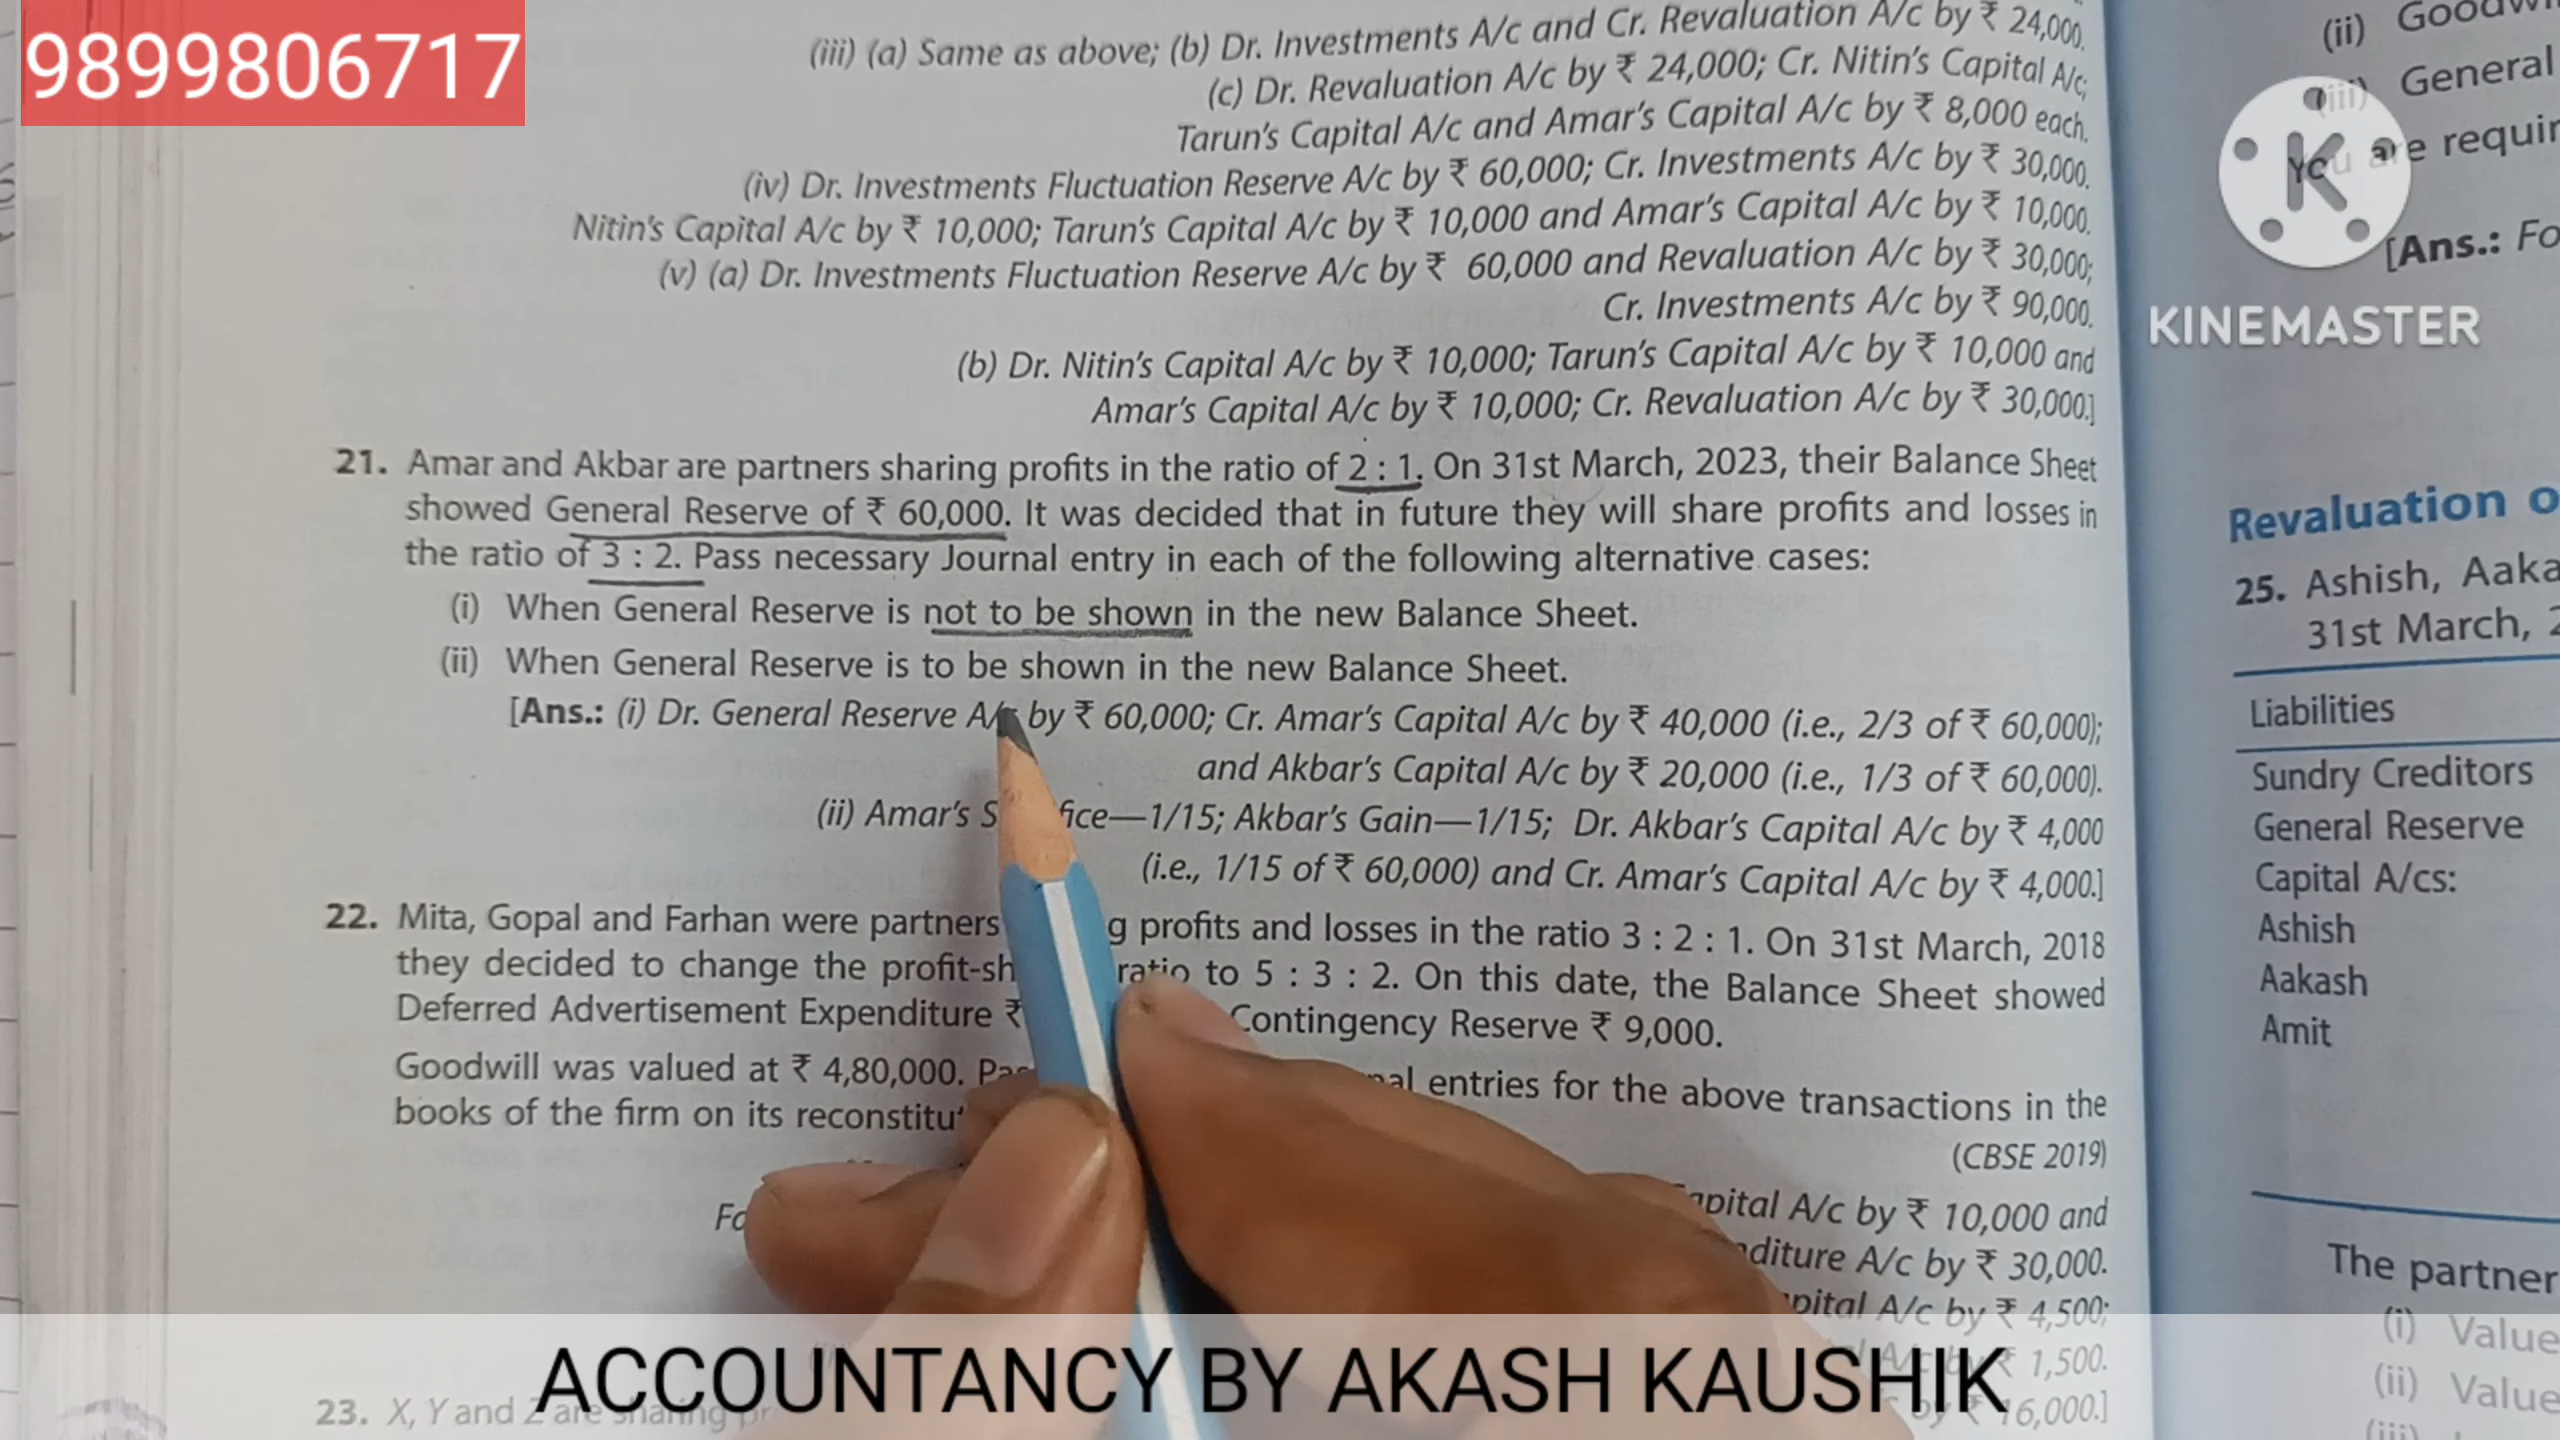 9899806717
(iii) (a) Same as above; (b) Dr. Investments A/c and Cr. Revaluation A/c by ₹ 24,000.
(c) Dr. Revaluation A/c by ₹ 24,000; Cr. Nitin's Capital A/c;
Tarun's Capital A/c and Amar's Capital A/c by ₹ 8,000 each.
(iv) Dr. Investments Fluctuation Reserve A/c by ₹ 60,000; Cr. Investments A/c by ₹ 30,000.
Nitin's Capital A/c by ₹ 10,000; Tarun's Capital A/c by ₹ 10,000 and Amar's Capital A/c by ₹ 10,000.
(v) (a) Dr. Investments Fluctuation Reserve A/c by ₹ 60,000 and Revaluation A/c by ₹ 30,000;
Cr. Investments A/c by ₹ 90,000.
(b) Dr. Nitin's Capital A/c by ₹ 10,000; Tarun's Capital A/c by ₹ 10,000 and
Amar's Capital A/c by ₹ 10,000; Cr. Revaluation A/c by ₹ 30,000.]
21. Amar and Akbar are partners sharing profits in the ratio of 2 : 1. On 31st March, 2023, their Balance Sheet
showed General Reserve of ₹ 60,000. It was decided that in future they will share profits and losses in
the ratio of 3 : 2. Pass necessary Journal entry in each of the following alternative cases:
(i) When General Reserve is not to be shown in the new Balance Sheet.
(ii) When General Reserve is to be shown in the new Balance Sheet.
[Ans.: (i) Dr. General Reserve by ₹ 60,000; Cr. Amar's Capital A/c by ₹ 40,000 (i.e., 2/3 of ₹ 60,000);
and Akbar's Capital A/c by ₹ 20,000 (i.e., 1/3 of ₹ 60,000).
(ii) Amar's 1/15; Akbar's Gain—1/15; Dr. Akbar's Capital A/c by ₹ 4,000
(i.e., 1/15 of ₹ 60,000) and Cr. Amar's Capital A/c by ₹ 4,000.]
22. Mita, Gopal and Farhan were partners profits and losses in the ratio 3 : 2 : 1. On 31st March, 2018
they decided to change the ratio to 5 : 3 : 2. On this date, the Balance Sheet showed
Deferred Advertisement Expenditure ₹ Contingency Reserve ₹ 9,000.
Goodwill was valued at ₹ 4,80,000. entries for the above transactions in the
books of the firm on its
(CBSE 2019)
A/c by ₹ 10,000 and
A/c by ₹ 30,000.
A/c by ₹ 4,500;
₹ 1,500.
16,000.]
23. X, Y and Z are sharing
(ii)
(iii) General
You are requir
[Ans.: Fo
KINEMASTER
Revaluation o
25. Ashish, Aaka
31st March, 2
Liabilities
Sundry Creditors
General Reserve
Capital A/cs:
Ashish
Aakash
Amit
The partner
(i) Value
(ii) Value
(iii)
ACCOUNTANCY BY AKASH KAUSHIK